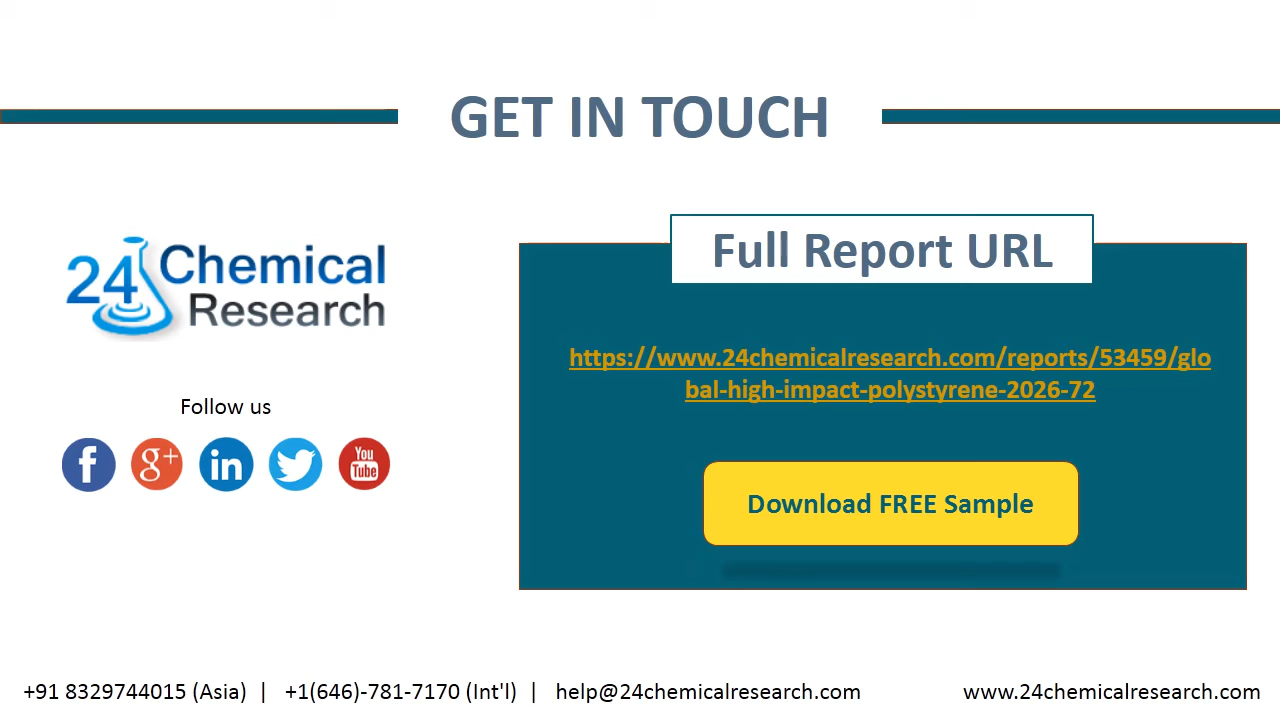 GET IN TOUCH
24 Chemical
Research
Follow us
f
g+
in
You
Tube
Full Report URL
https://www.24chemicalresearch.com/reports/53459/glo
bal-high-impact-polystyrene-2026-72
Download FREE Sample
+91 8329744015 (Asia) | +1(646)-781-7170 (Int'l) | help@24chemicalresearch.com www.24chemicalresearch.com